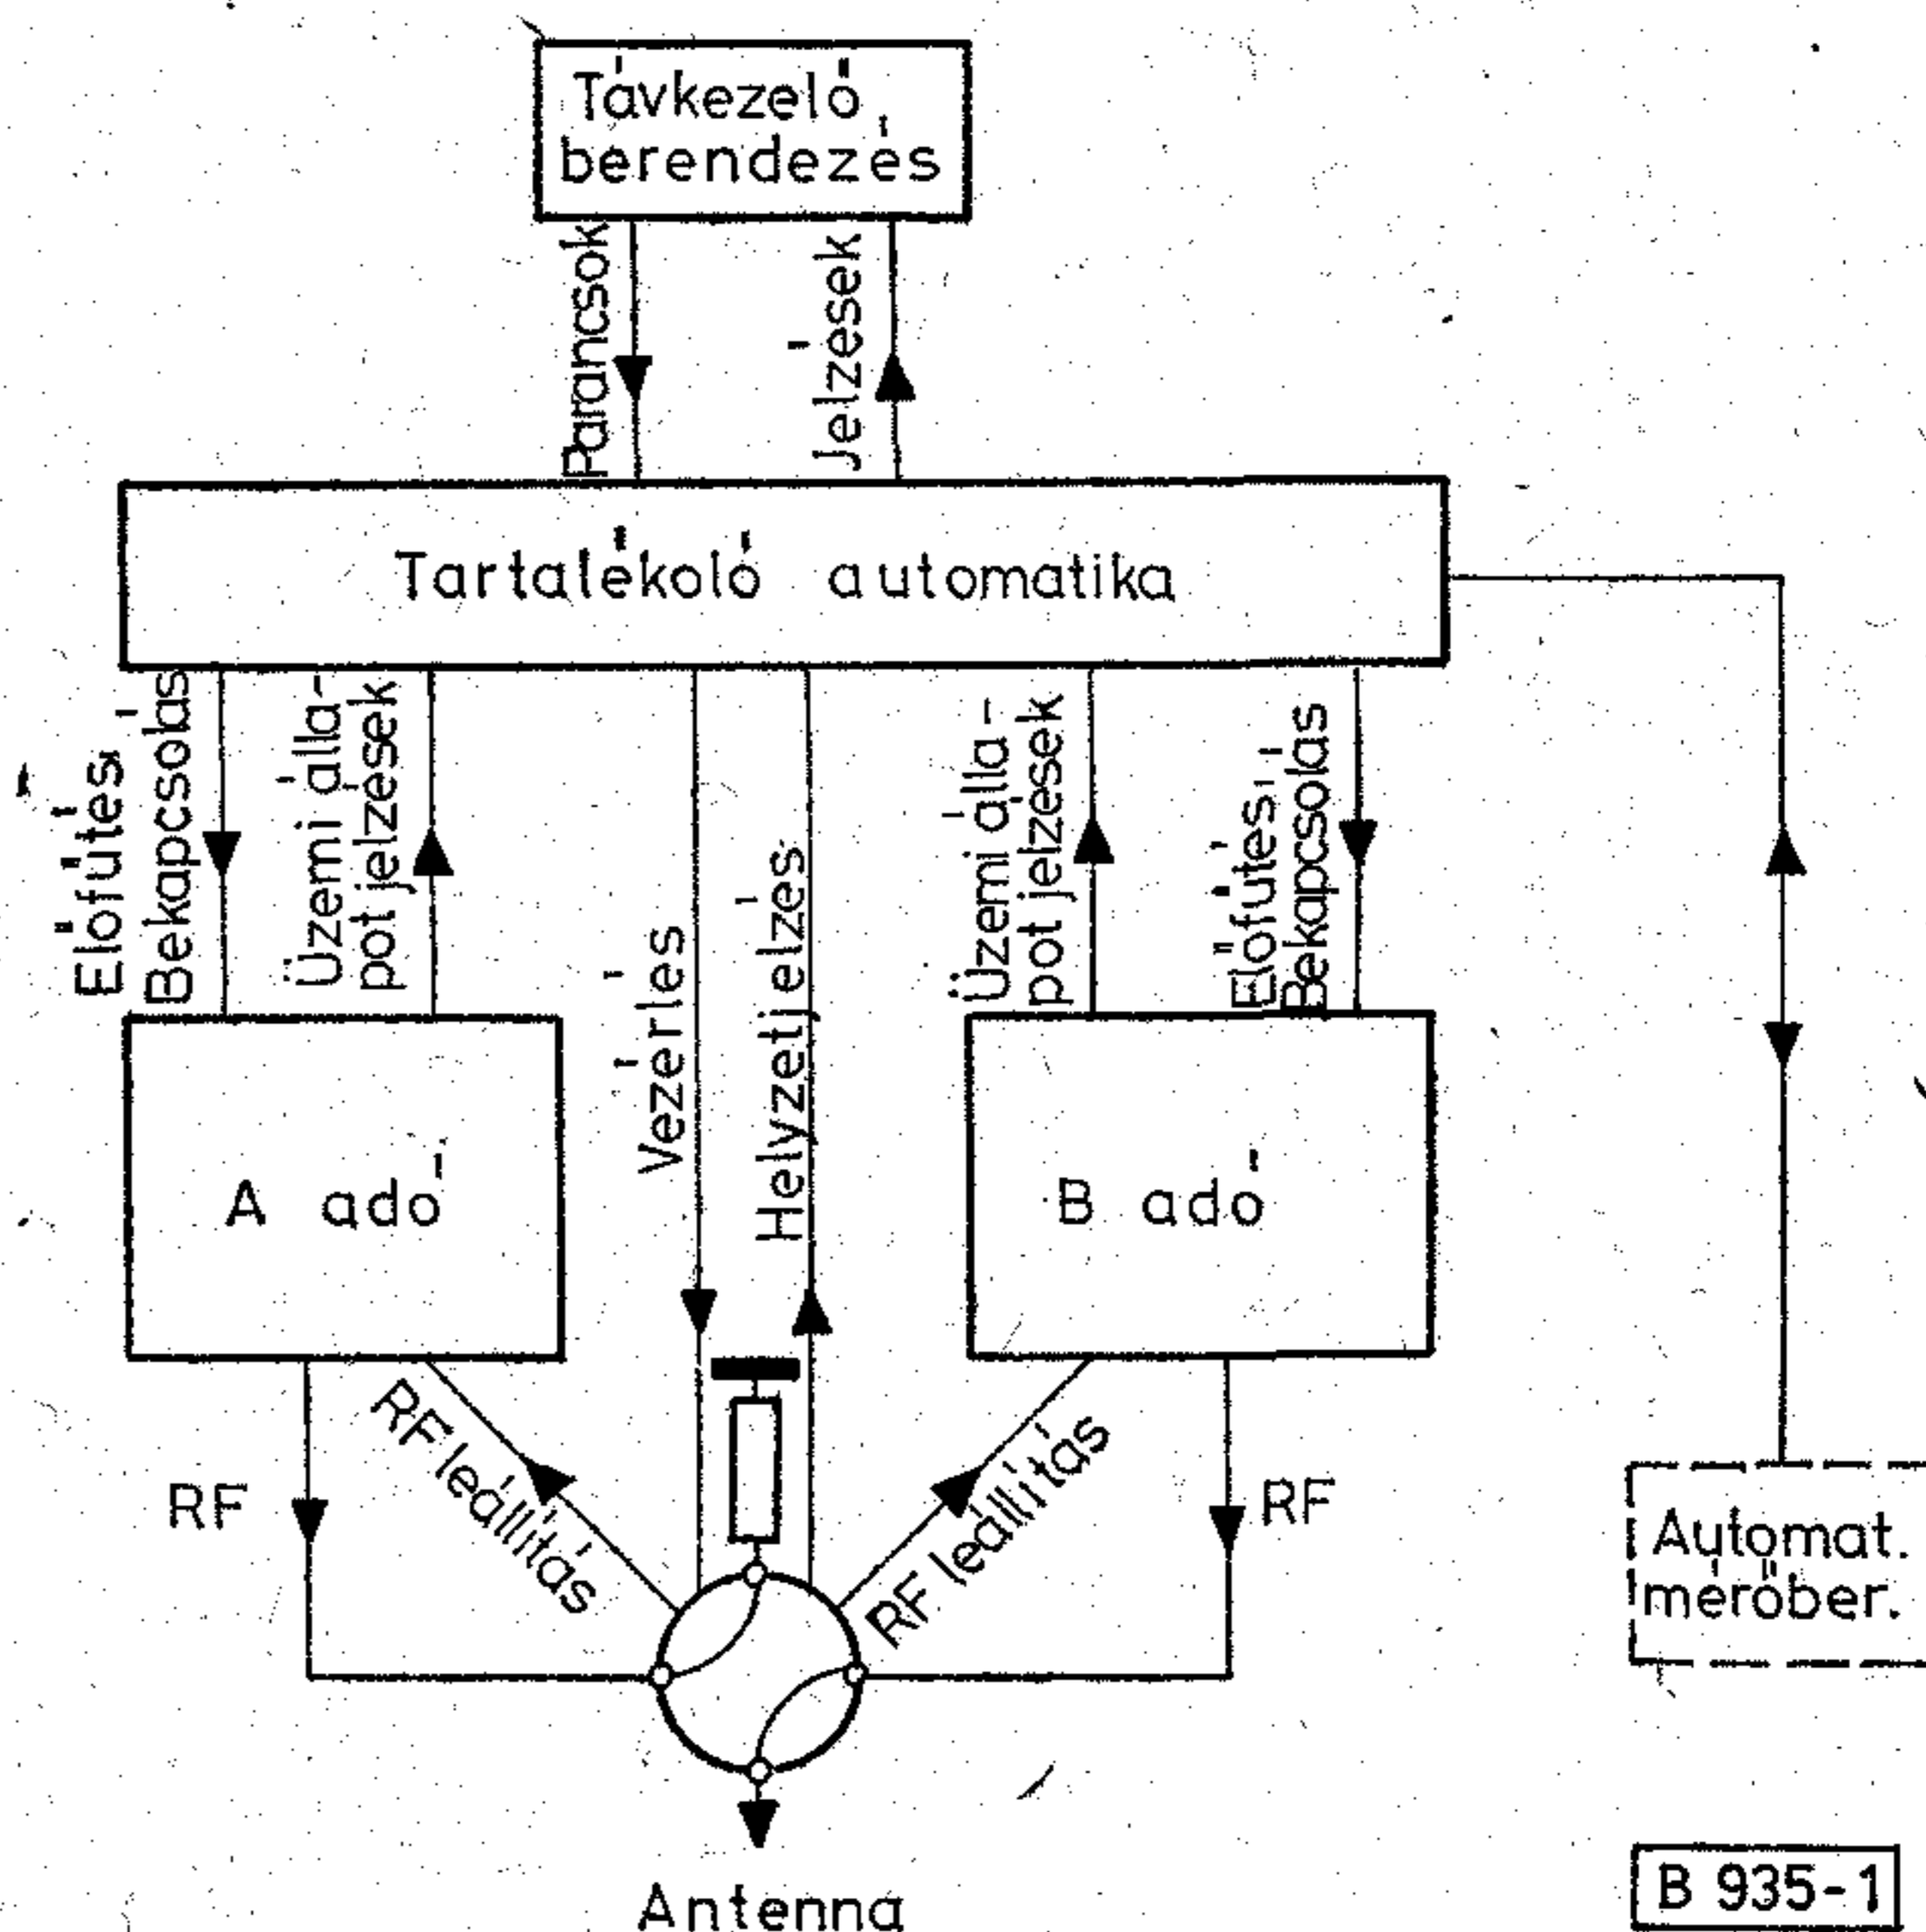 Távkezelő
berendezés
Parancsok
Jelzések
Tartalékoló automatika
Előfűtés
Bekapcsolás
Üzemi álla-
pot jelzések
Vezérlés
Helyzetjelzés
Üzemi álla-
pot jelzések
Előfűtés
Bekapcsolás
A adó
B adó
RF
RF leállítás
RF leállítás
RF
Automat.
mérőber.
Antenna
B 935-1